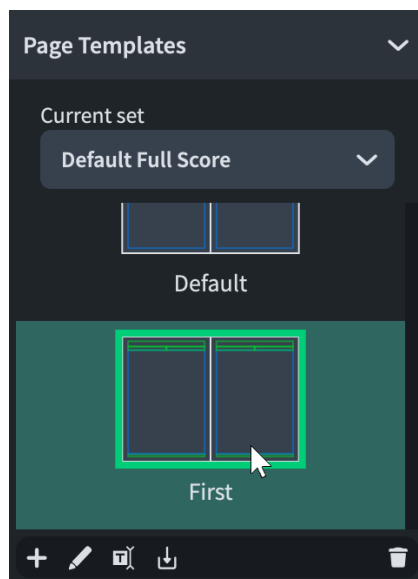 Page Templates
Current set
Default Full Score
Default
First